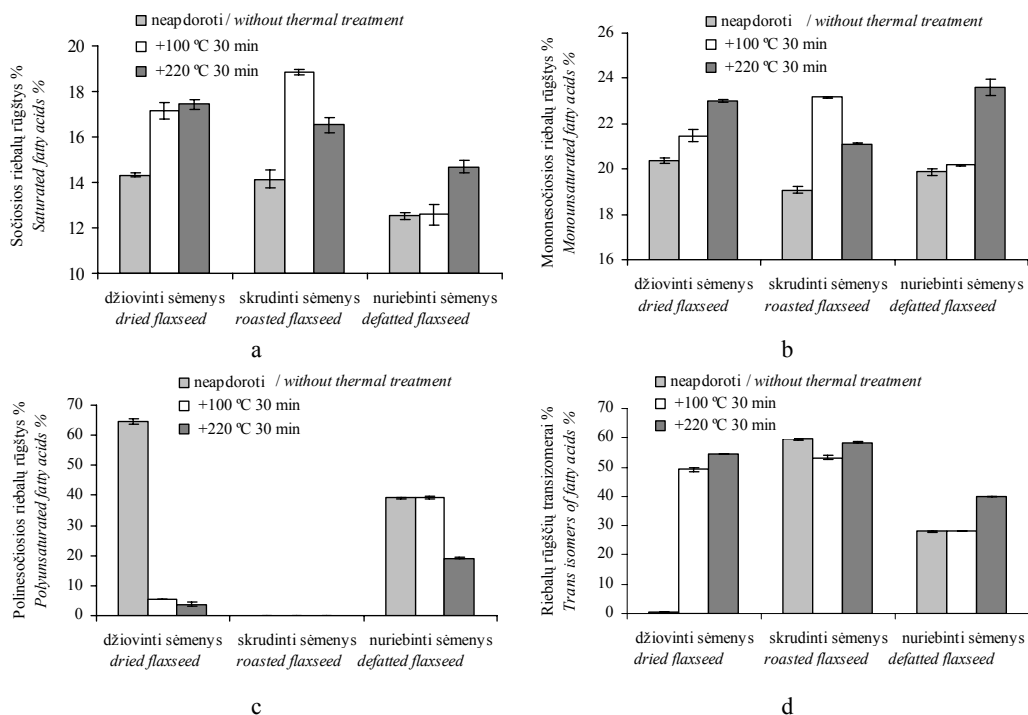 neapdoroti / without thermal treatment
+100 ºC 30 min
+220 ºC 30 min
Sočiosios riebalų rūgštys %
Saturated fatty acids %
20
18
16
14
12
10
džiovinti sėmenys skrudinti sėmenys nuriebinti sėmenys
dried flaxseed roasted flaxseed defatted flaxseed
a
neapdoroti / without thermal treatment
+100 ºC 30 min
+220 ºC 30 min
Mononesočiosios riebalų rūgštys %
Monounsaturated fatty acids %
26
24
22
20
18
16
džiovinti sėmenys skrudinti sėmenys nuriebinti sėmenys
dried flaxseed roasted flaxseed defatted flaxseed
b
neapdoroti / without thermal treatment
+100 ºC 30 min
+220 ºC 30 min
Polinesočiosios riebalų rūgštys %
Polyunsaturated fatty acids %
70
60
50
40
30
20
10
0
džiovinti sėmenys skrudinti sėmenys nuriebinti sėmenys
dried flaxseed roasted flaxseed defatted flaxseed
c
neapdoroti / without thermal treatment
+100 ºC 30 min
+220 ºC 30 min
Riebalų rūgščių transizomerai %
Trans isomers of fatty acids %
70
60
50
40
30
20
10
0
džiovinti sėmenys skrudinti sėmenys nuriebinti sėmenys
dried flaxseed roasted flaxseed defatted flaxseed
d